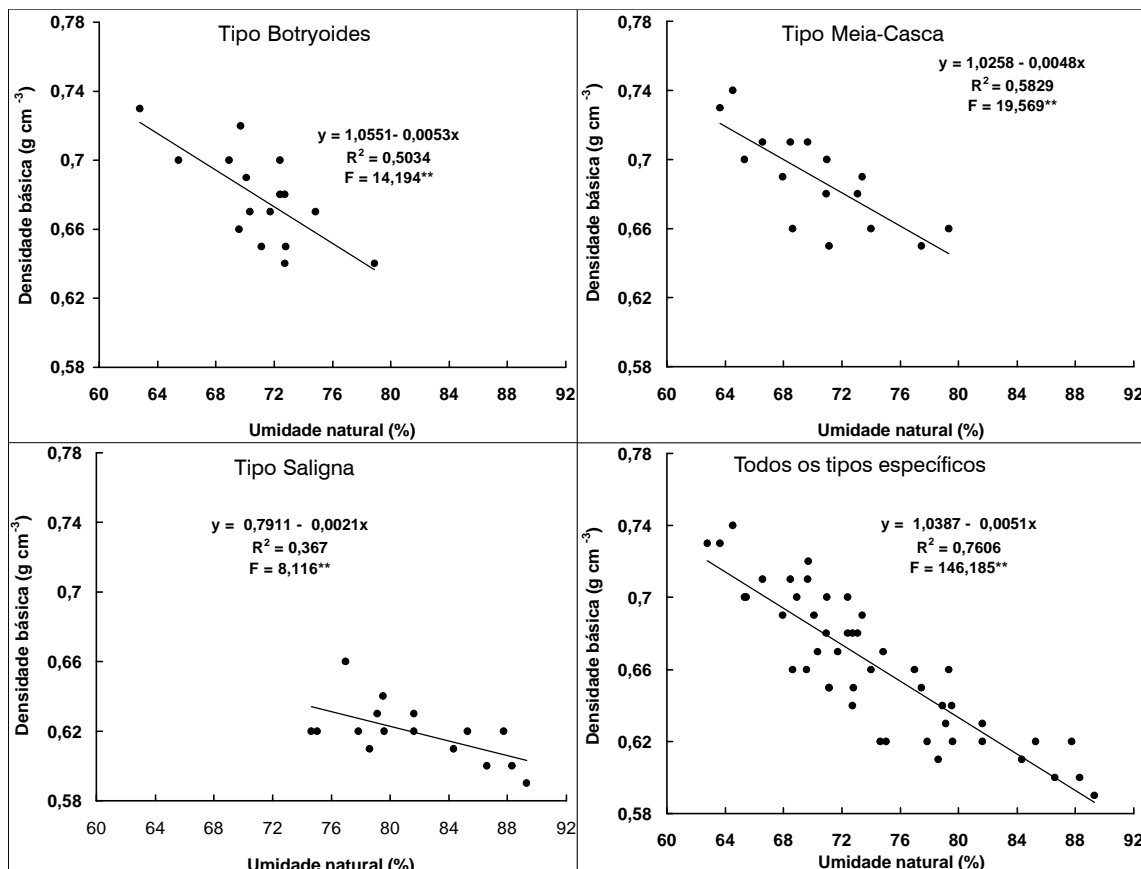 Tipo Botryoides
y = 1,0551- 0,0053x
R² = 0,5034
F = 14,194**
Densidade básica (g cm⁻³)
0,78
0,74
0,7
0,66
0,62
0,58
60 64 68 72 76 80 84 88 92
Umidade natural (%)
Tipo Meia-Casca
y = 1,0258 - 0,0048x
R² = 0,5829
F = 19,569**
Densidade básica (g cm⁻³)
0,78
0,74
0,7
0,66
0,62
0,58
60 64 68 72 76 80 84 88 92
Umidade natural (%)
Tipo Saligna
y = 0,7911 - 0,0021x
R² = 0,367
F = 8,116**
Densidade básica (g cm⁻³)
0,78
0,74
0,7
0,66
0,62
0,58
60 64 68 72 76 80 84 88 92
Umidade natural (%)
Todos os tipos específicos
y = 1,0387 - 0,0051x
R² = 0,7606
F = 146,185**
Densidade básica (g cm⁻³)
0,78
0,74
0,7
0,66
0,62
0,58
60 64 68 72 76 80 84 88 92
Umidade natural (%)